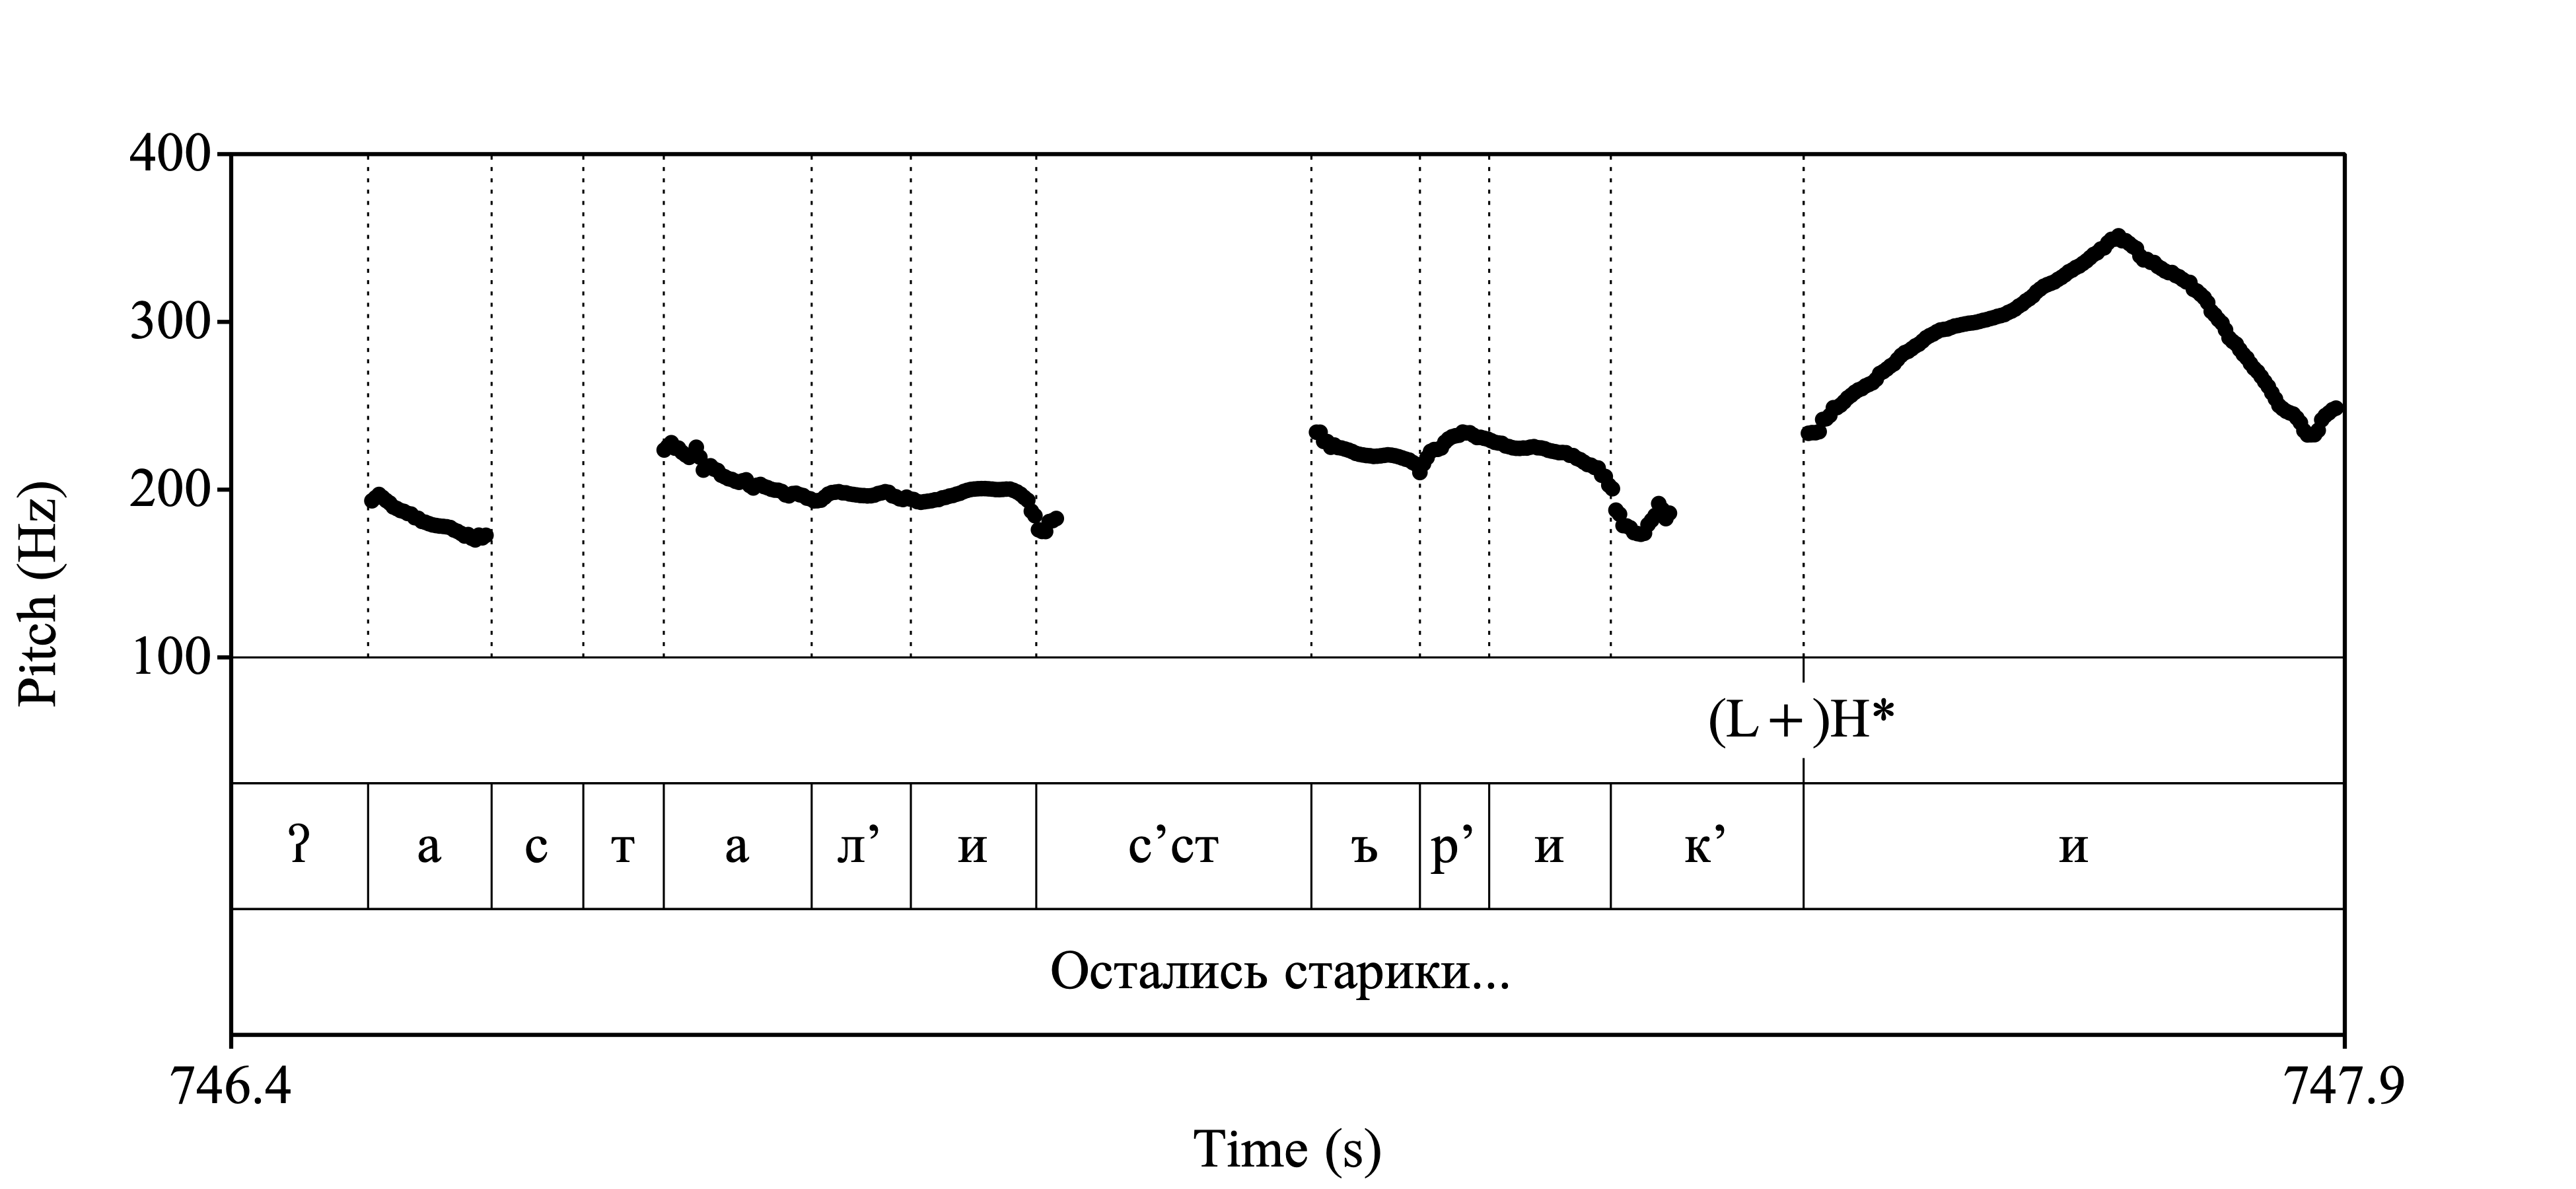 400
300
200
100
Pitch (Hz)
(L+)H*
ʔ а с т а л’ и с’ст ъ р’ и к’ и
Остались старики...
746.4 747.9
Time (s)